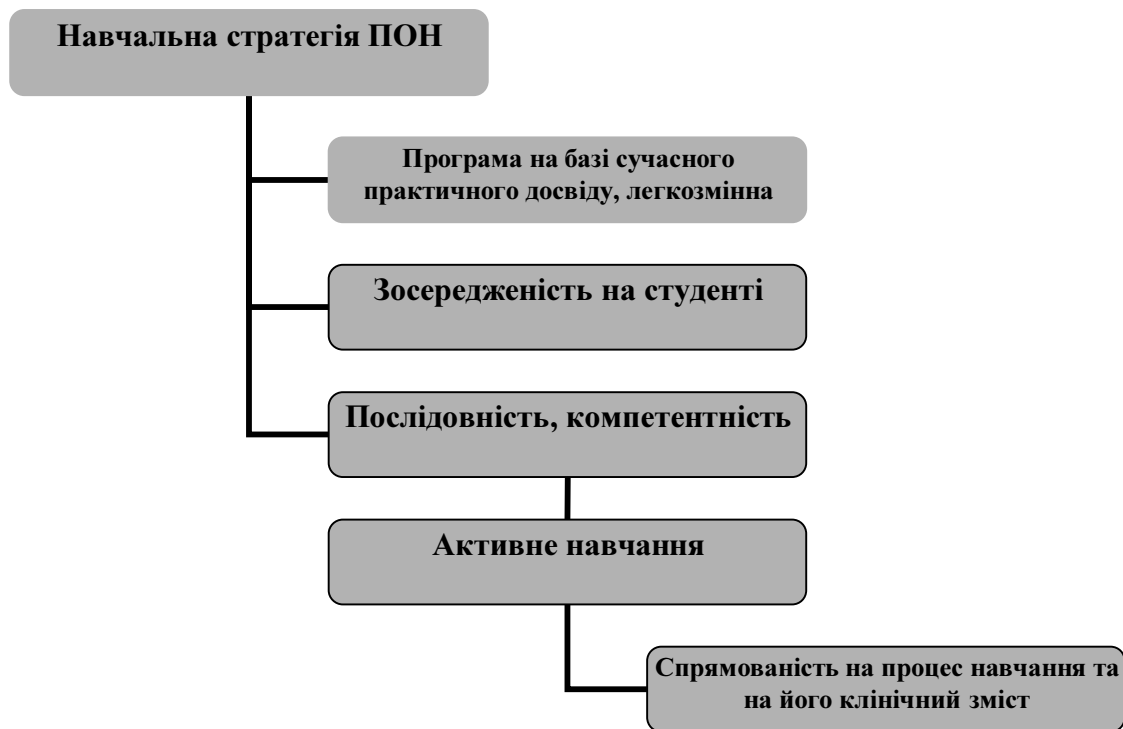 Навчальна стратегія ПОН
Програма на базі сучасного
практичного досвіду, легкозмінна
Зосередженість на студенті
Послідовність, компетентність
Активне навчання
Спрямованість на процес навчання та
на його клінічний зміст